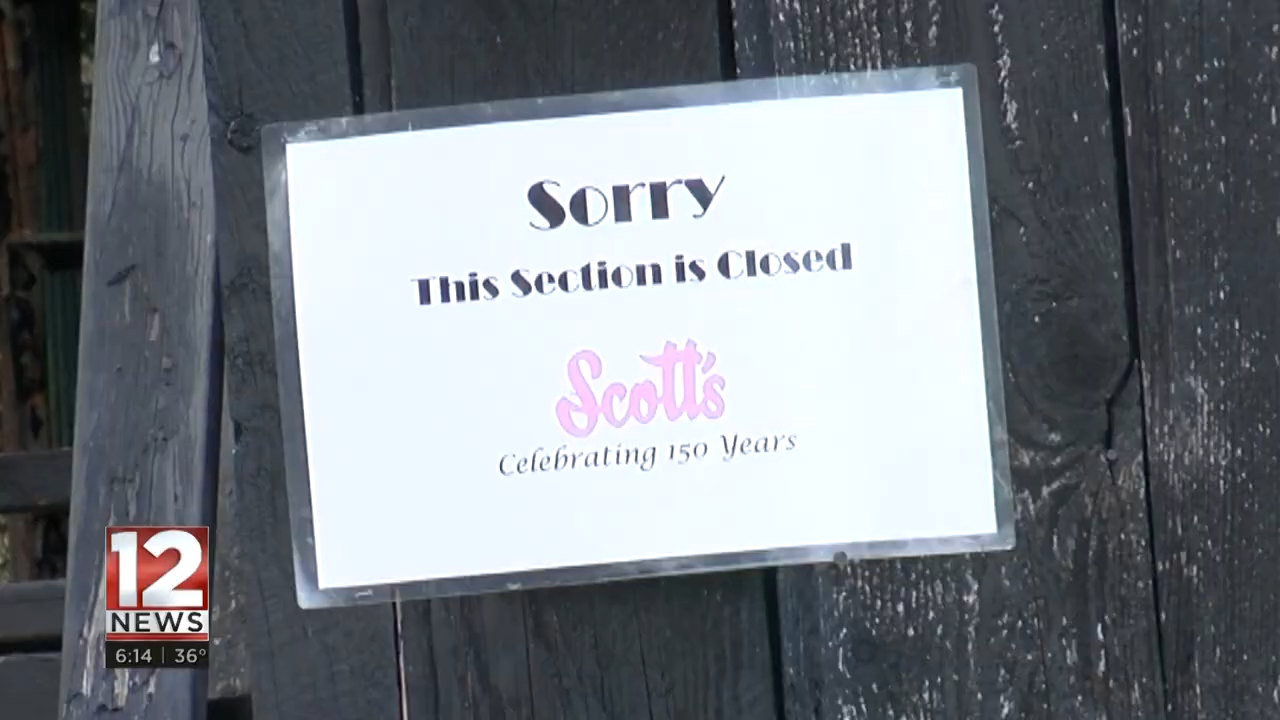 Sorry
This Section is Closed
Scott's
Celebrating 150 Years
12
NEWS
6:14 | 36°